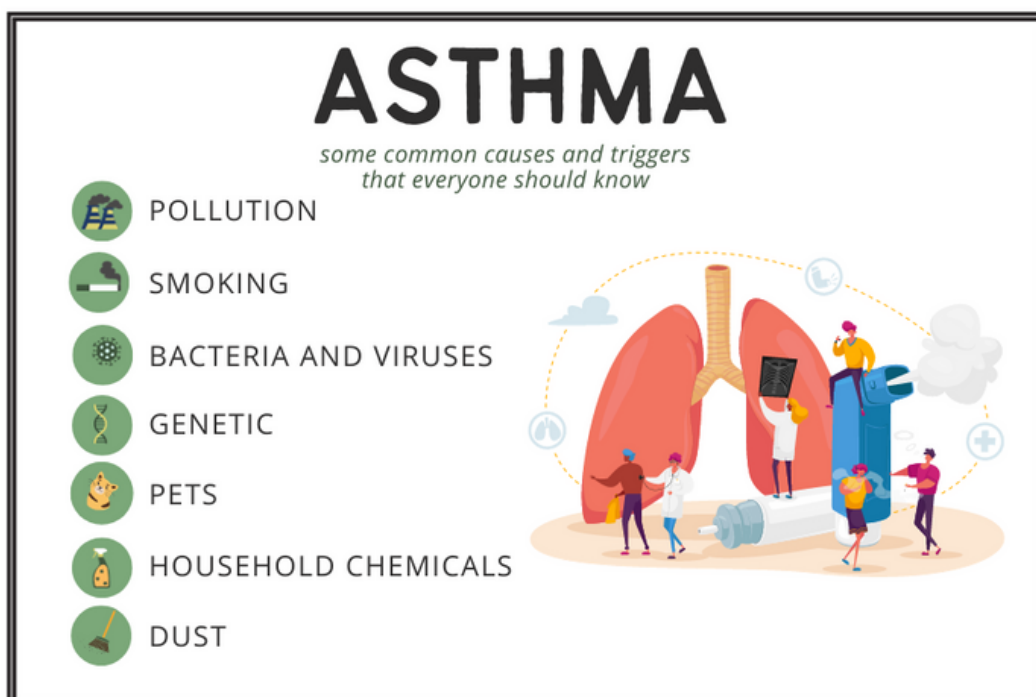 ASTHMA
some common causes and triggers
that everyone should know
POLLUTION
SMOKING
BACTERIA AND VIRUSES
GENETIC
PETS
HOUSEHOLD CHEMICALS
DUST